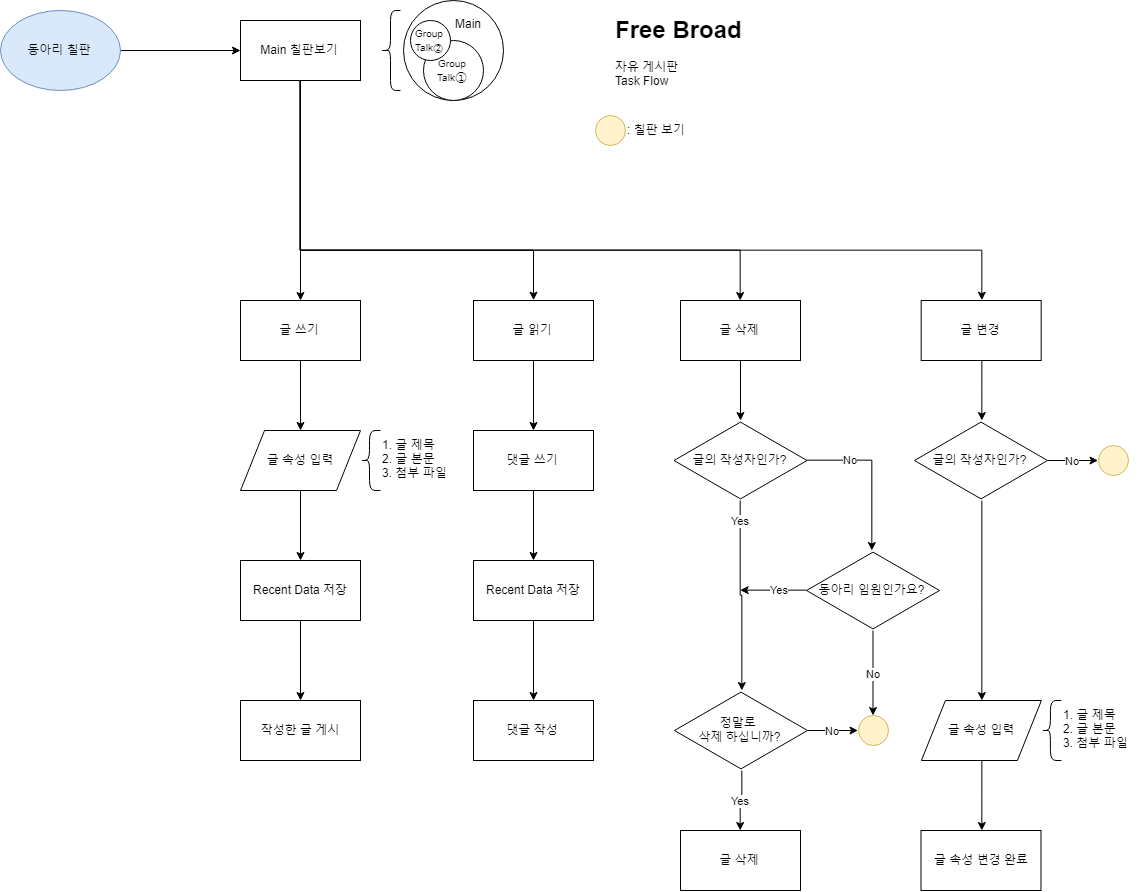 동아리 칠판
Main 칠판보기
Main
Group
Talk②
Group
Talk①
Free Broad
자유 게시판
Task Flow
: 칠판 보기
글 쓰기
글 읽기
글 삭제
글 변경
글 속성 입력
1. 글 제목
2. 글 본문
3. 첨부 파일
댓글 쓰기
글의 작성자인가?
No
글의 작성자인가?
No
Yes
Recent Data 저장
Recent Data 저장
Yes
동아리 임원인가요?
No
작성한 글 게시
댓글 작성
정말로
삭제 하십니까?
No
글 속성 입력
1. 글 제목
2. 글 본문
3. 첨부 파일
Yes
글 삭제
글 속성 변경 완료